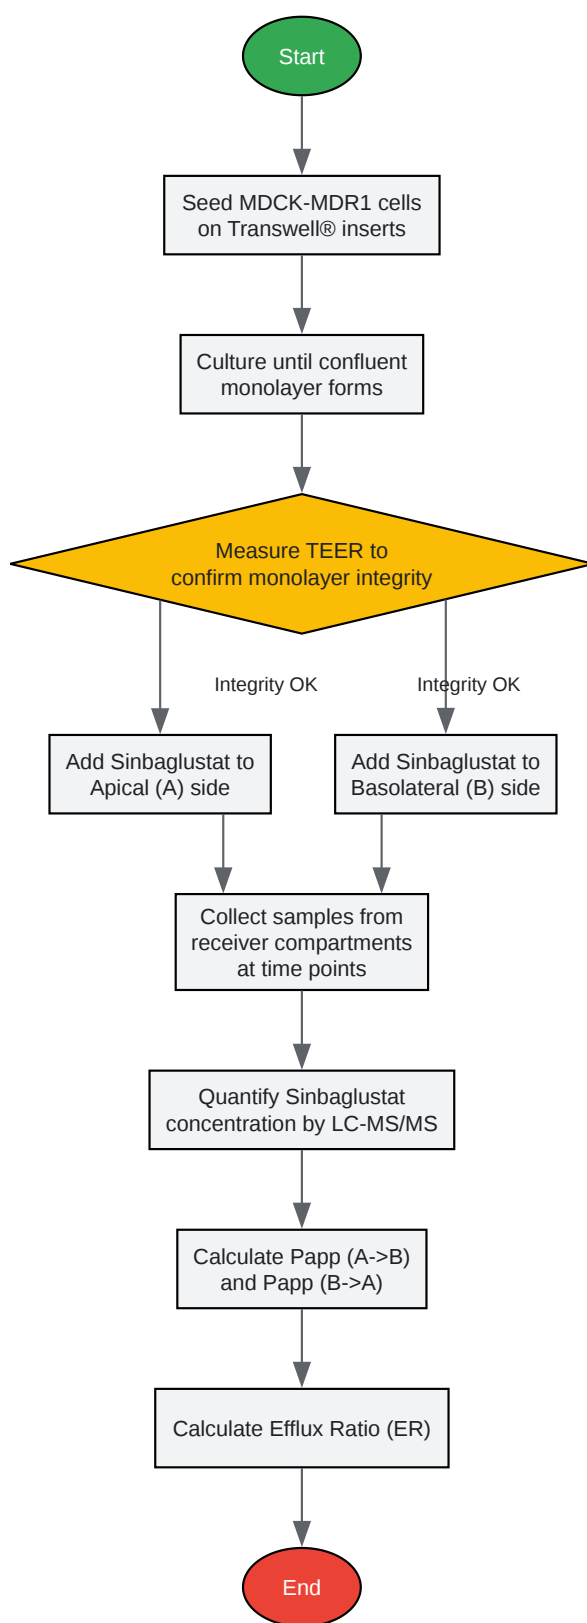 Start
Seed MDCK-MDR1 cells
on Transwell® inserts
Culture until confluent
monolayer forms
Measure TEER to
confirm monolayer integrity
Integrity OK
Integrity OK
Add Sinbaglustat to
Apical (A) side
Add Sinbaglustat to
Basolateral (B) side
Collect samples from
receiver compartments
at time points
Quantify Sinbaglustat
concentration by LC-MS/MS
Calculate Papp (A->B)
and Papp (B->A)
Calculate Efflux Ratio (ER)
End